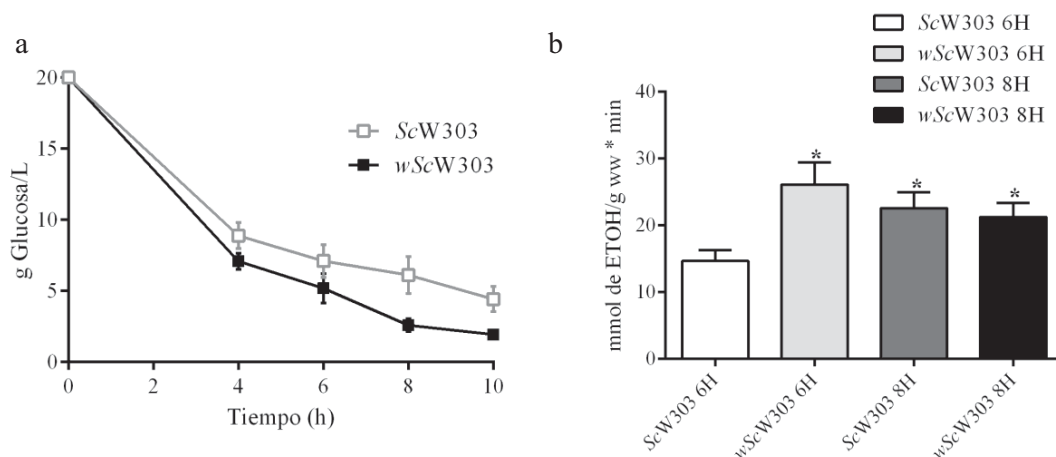 a
g Glucosa/L
20
15
10
5
0
0
2
4
6
8
10
Tiempo (h)
ScW303
wScW303
b
ScW303 6H
wScW303 6H
ScW303 8H
wScW303 8H
mmol de ETOH/g ww * min
40
30
20
10
0
*
*
*
ScW303 6H
wScW303 6H
ScW303 8H
wScW303 8H